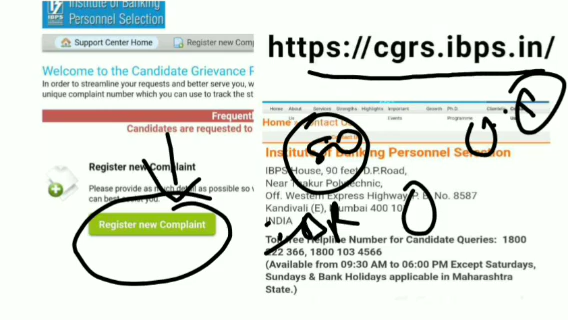 Institute of Banking
Personnel Selection
IBPS
Support Center Home
Register new Comp
Welcome to the Candidate Grievance
In order to streamline your requests and better serve you, w
unique complaint number which you can use to track the st
Frequent
Candidates are requested to
Register new Complaint
Please provide as much detail as possible so
can best assist you.
Register new Complaint
https://cgrs.ibps.in/
Home About Services Strengths Highlights Important Growth Ph.D.
Events Programme
Home Contact Us
Institute of Banking Personnel Selection
IBPS House, 90 feet D.P.Road,
Near Thakur Polytechnic,
Off. Western Express Highway, P. B. No. 8587
Kandivali (E), Mumbai 400 10
INDIA
Toll Free Helpline Number for Candidate Queries: 1800
222 366, 1800 103 4566
(Available from 09:30 AM to 06:00 PM Except Saturdays,
Sundays & Bank Holidays applicable in Maharashtra
State.)